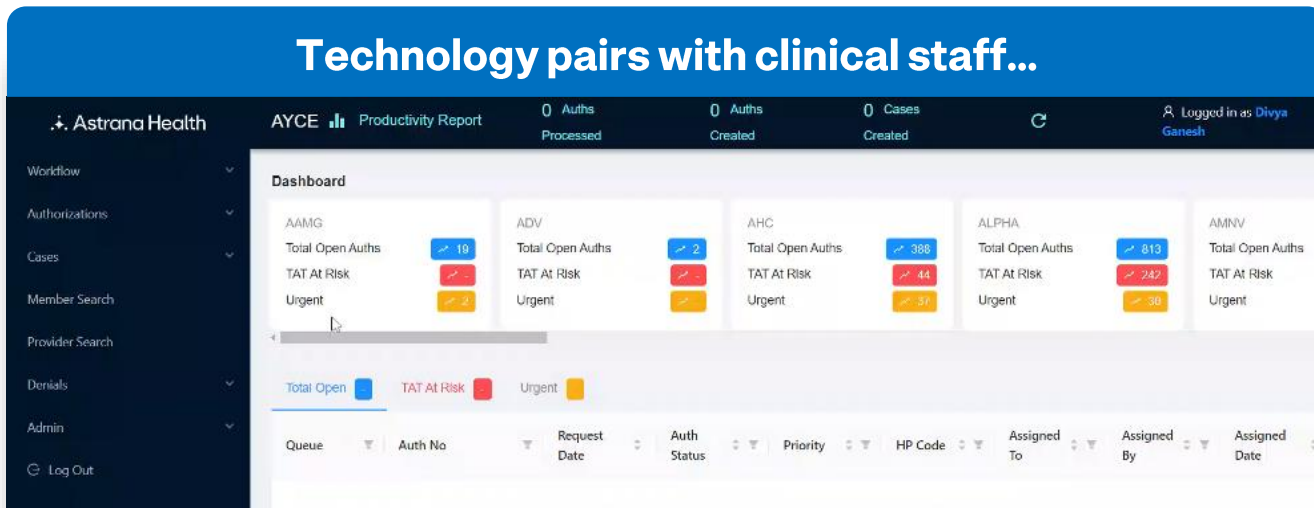 Technology pairs with clinical staff...
Astrana Health
AYCE Productivity Report
0 Auths Processed
0 Auths Created
0 Cases Created
Logged in as Divya Ganesh
Workflow
Authorizations
Cases
Member Search
Provider Search
Denials
Admin
Log Out
Dashboard
AAMG
Total Open Auths 19
TAT At Risk -
Urgent 2
ADV
Total Open Auths 2
TAT At Risk -
Urgent
AHC
Total Open Auths 388
TAT At Risk 44
Urgent 37
ALPHA
Total Open Auths 813
TAT At Risk 242
Urgent 30
AMNV
Total Open Auths
TAT At Risk
Urgent
Total Open - TAT At Risk - Urgent
Queue Auth No Request Date Auth Status Priority HP Code Assigned To Assigned By Assigned Date